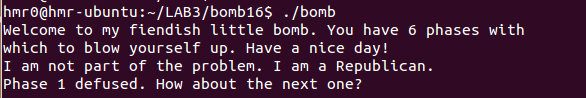 hmr0@hmr-ubuntu:~/LAB3/bomb16$ ./bomb
Welcome to my fiendish little bomb. You have 6 phases with
which to blow yourself up. Have a nice day!
I am not part of the problem. I am a Republican.
Phase 1 defused. How about the next one?